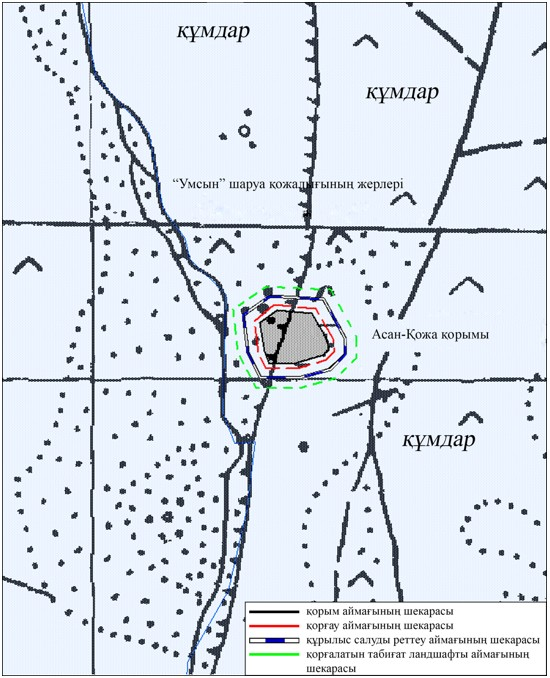 құмдар
құмдар
“Умсын” шаруа қожалығының жерлері
Асан-Қожа қорымы
құмдар
қорым аймағының шекарасы
қорғау аймағының шекарасы
құрылыс салуды реттеу аймағының шекарасы
қорғалатын табиғат ландшафты аймағының
шекарасы